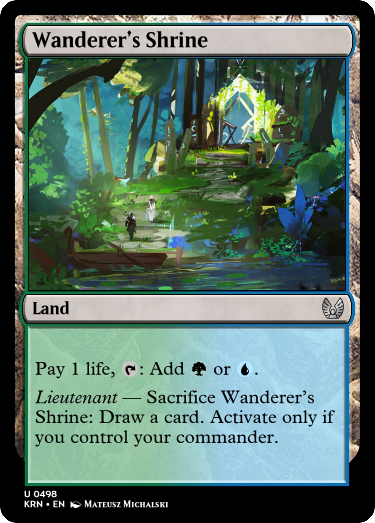 Wanderer's Shrine
Land
Pay 1 life, : Add or .
Lieutenant — Sacrifice Wanderer's
Shrine: Draw a card. Activate only if
you control your commander.
U 0498
KRN • EN Mateusz Michalski